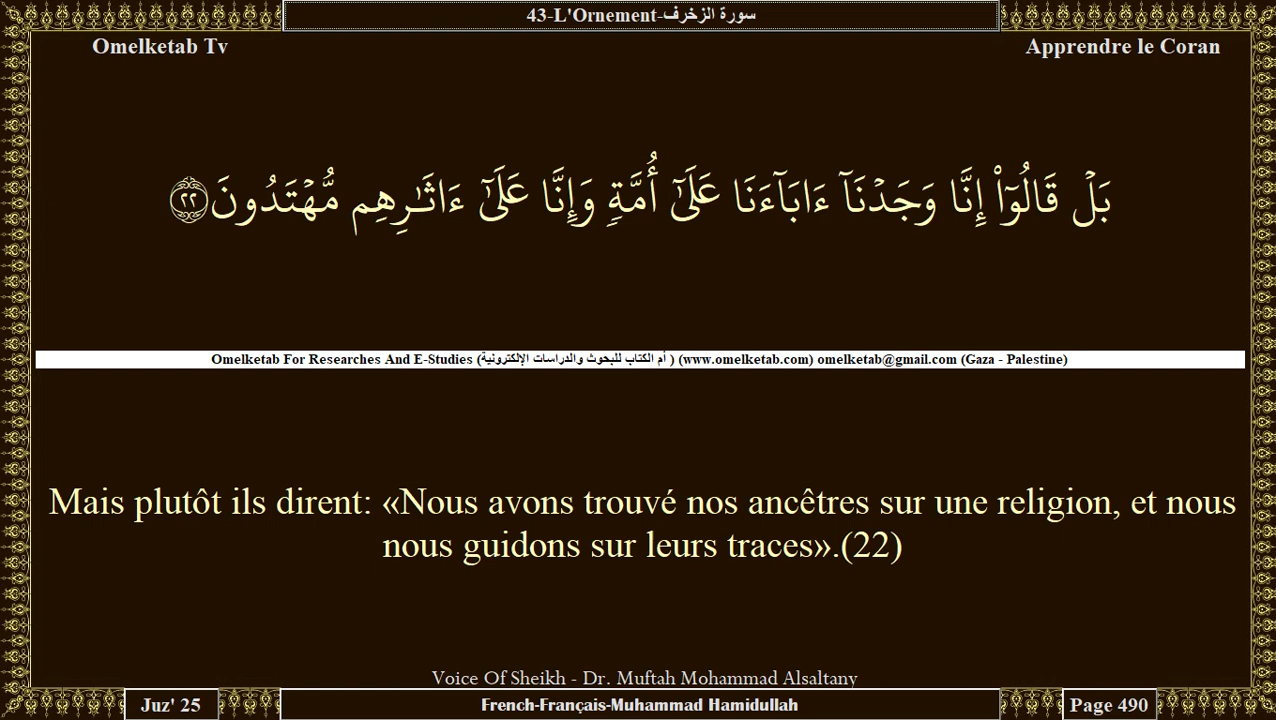 43-L'Ornement-سورة الزخرف
Omelketab Tv
Apprendre le Coran
بَلۡ قَالُوٓاْ إِنَّا وَجَدۡنَآ ءَابَآءَنَا عَلَىٰٓ أُمَّةٖ وَإِنَّا عَلَىٰٓ ءَاثَٰرِهِم مُّهۡتَدُونَ ٢٢
Omelketab For Researches And E-Studies (أم الكتاب للبحوث والدراسات الإلكترونية ) (www.omelketab.com) omelketab@gmail.com (Gaza - Palestine)
Mais plutôt ils dirent: «Nous avons trouvé nos ancêtres sur une religion, et nous
nous guidons sur leurs traces».(22)
Voice Of Sheikh - Dr. Muftah Mohammad Alsaltany
Juz' 25
French-Français-Muhammad Hamidullah
Page 490